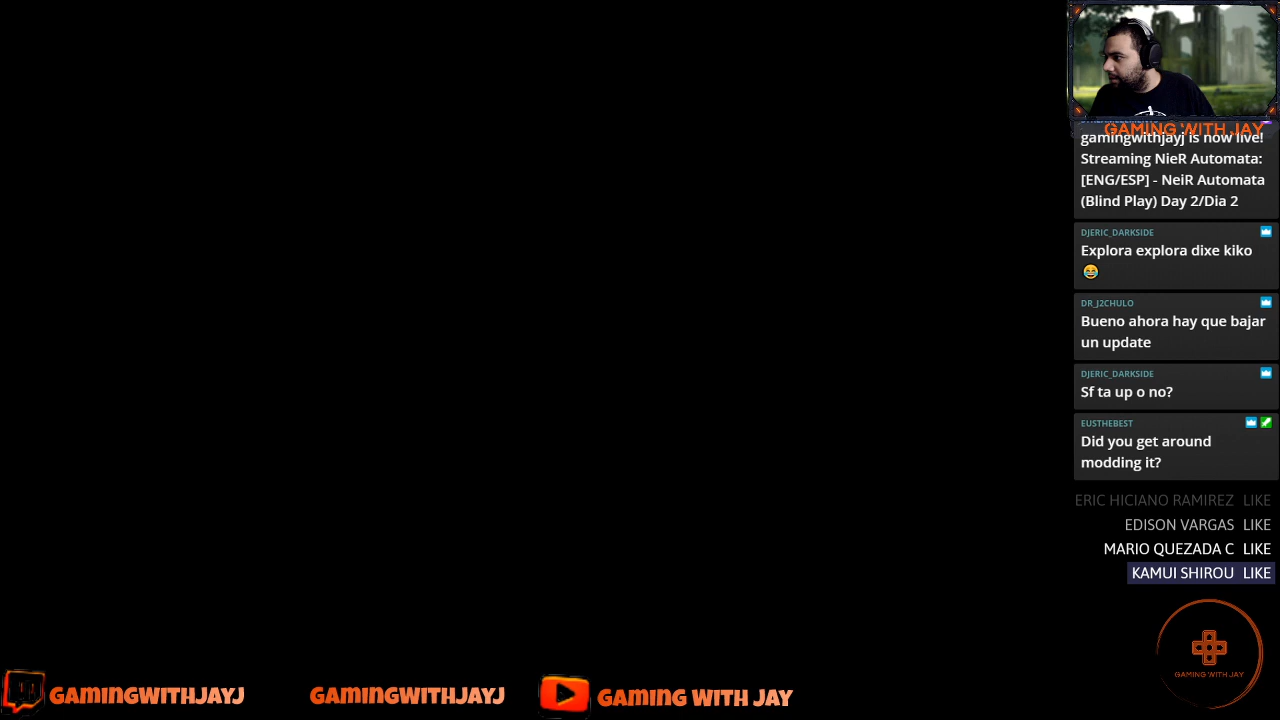 GAMING WITH JAY
gamingwithjayj is now live!
Streaming NieR Automata:
[ENG/ESP] - NeiR Automata
(Blind Play) Day 2/Dia 2
DJERIC_DARKSIDE
Explora explora dixe kiko
😂
DR_J2CHULO
Bueno ahora hay que bajar
un update
DJERIC_DARKSIDE
Sf ta up o no?
EUSTHEBEST
Did you get around
modding it?
ERIC HICIANO RAMIREZ LIKE
EDISON VARGAS LIKE
MARIO QUEZADA C LIKE
KAMUI SHIROU LIKE
GAMING WITH JAY
GAMINGWITHJAYJ
GAMINGWITHJAYJ
GAMING WITH JAY